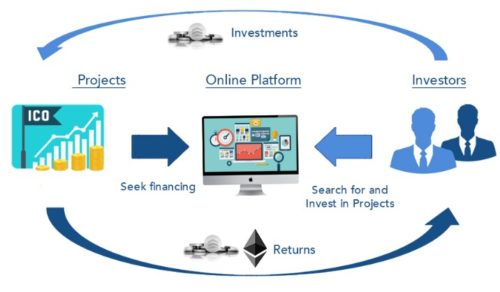 Investments
Projects
Online Platform
Investors
ICO
Seek financing
Search for and
Invest in Projects
Returns